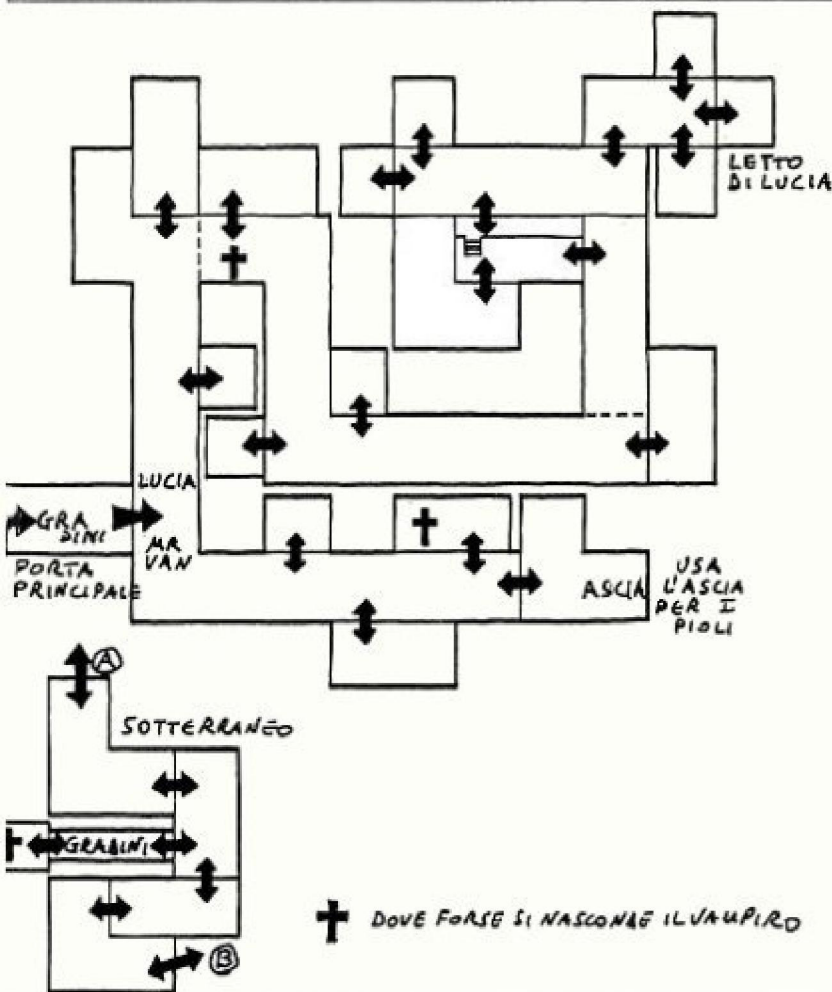 LETTO
DI LUCIA
LUCIA
GRA
DINI
MR
VAN
PORTA
PRINCIPALE
ASCIA
USA
L'ASCIA
PER I
PIOLI
A
SOTTERRANEO
GRADINI
B
DOVE FORSE SI NASCONDE IL VAMPIRO